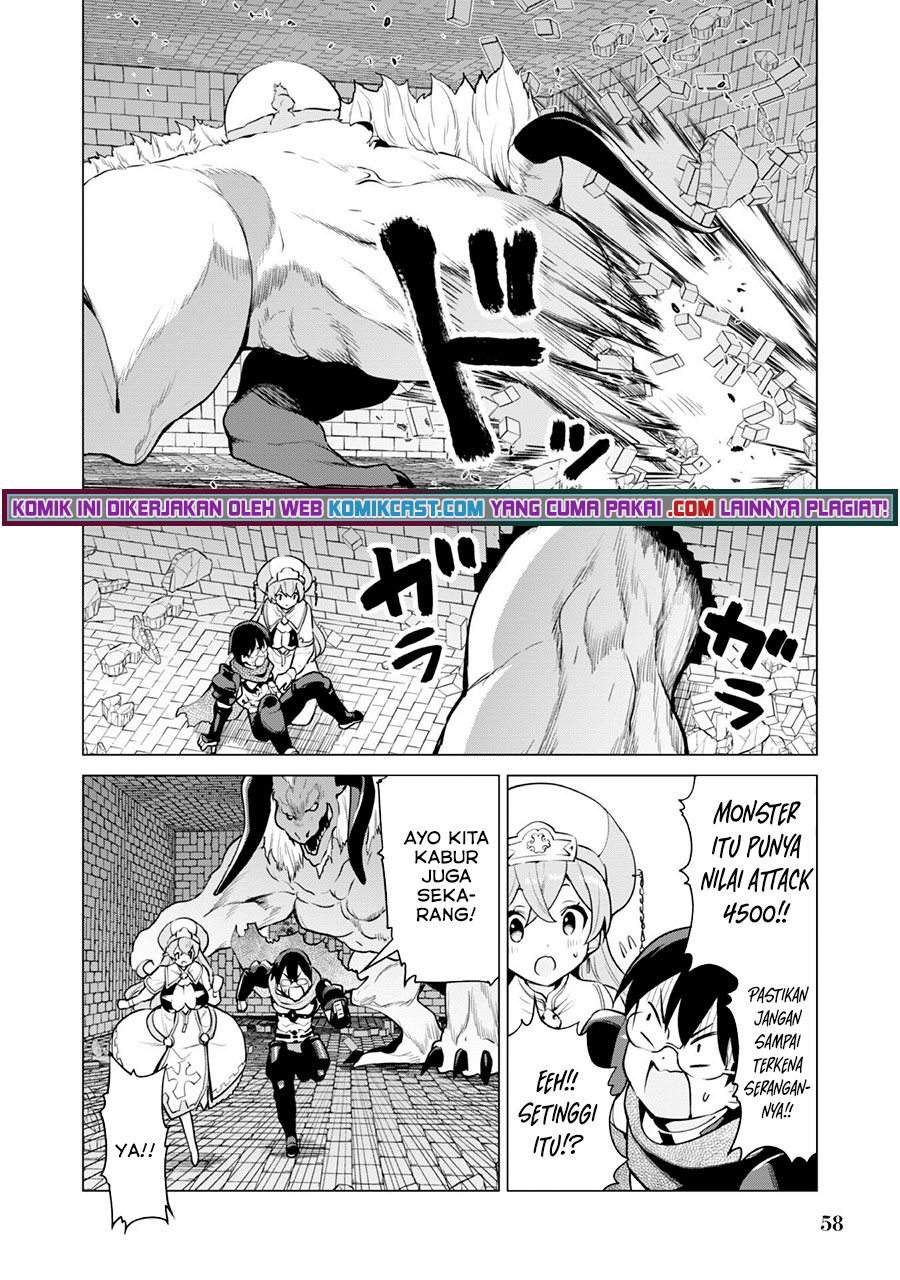 ドッ
KOMIK INI DIKERJAKAN OLEH WEB KOMIKCAST.COM YANG CUMA PAKAI .COM LAINNYA PLAGIAT!
ガラ
ガラ
MONSTER
ITU PUNYA
NILAI ATTACK
4500!!
PASTIKAN
JANGAN
SAMPAI
TERKENA
SERANGAN-
NYA!!
EEH!!
SETINGGI
ITU!?
AYO KITA
KABUR
JUGA
SEKA-
RANG!
YA!!
58